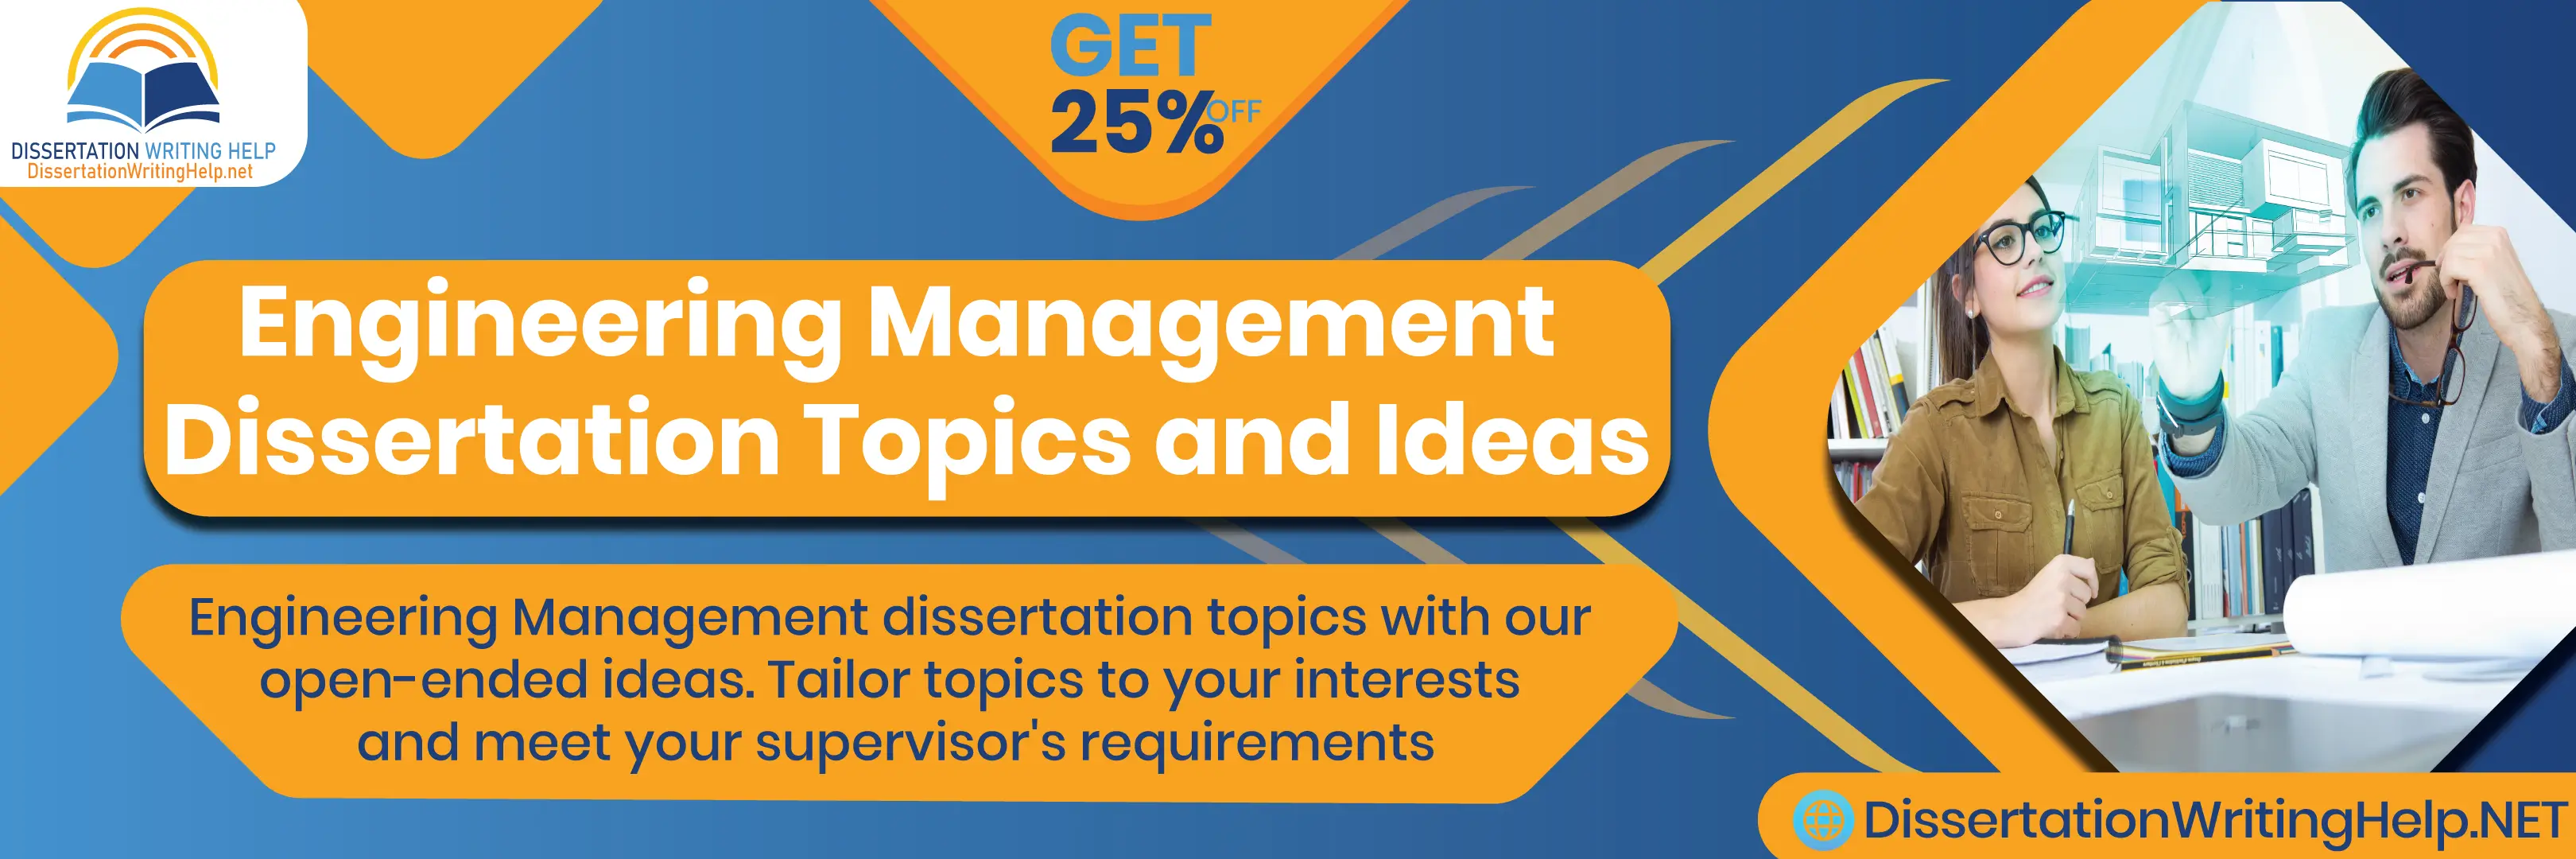 DISSERTATION WRITING HELP
DissertationWritingHelp.net
GET
25% OFF
Engineering Management
Dissertation Topics and Ideas
Engineering Management dissertation topics with our
open-ended ideas. Tailor topics to your interests
and meet your supervisor's requirements
DissertationWritingHelp.NET